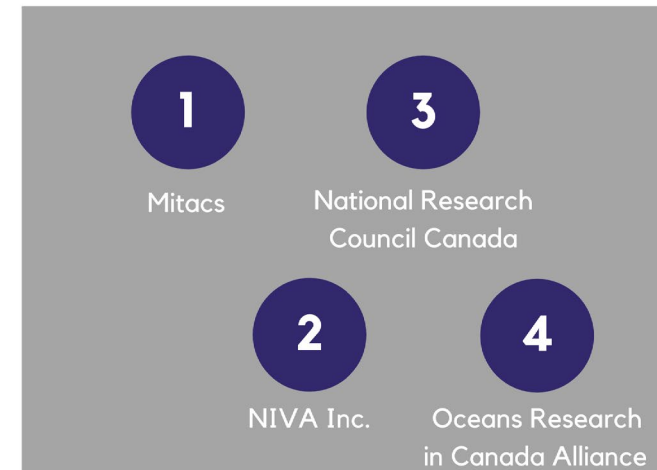 1
Mitacs
3
National Research
Council Canada
2
NIVA Inc.
4
Oceans Research
in Canada Alliance